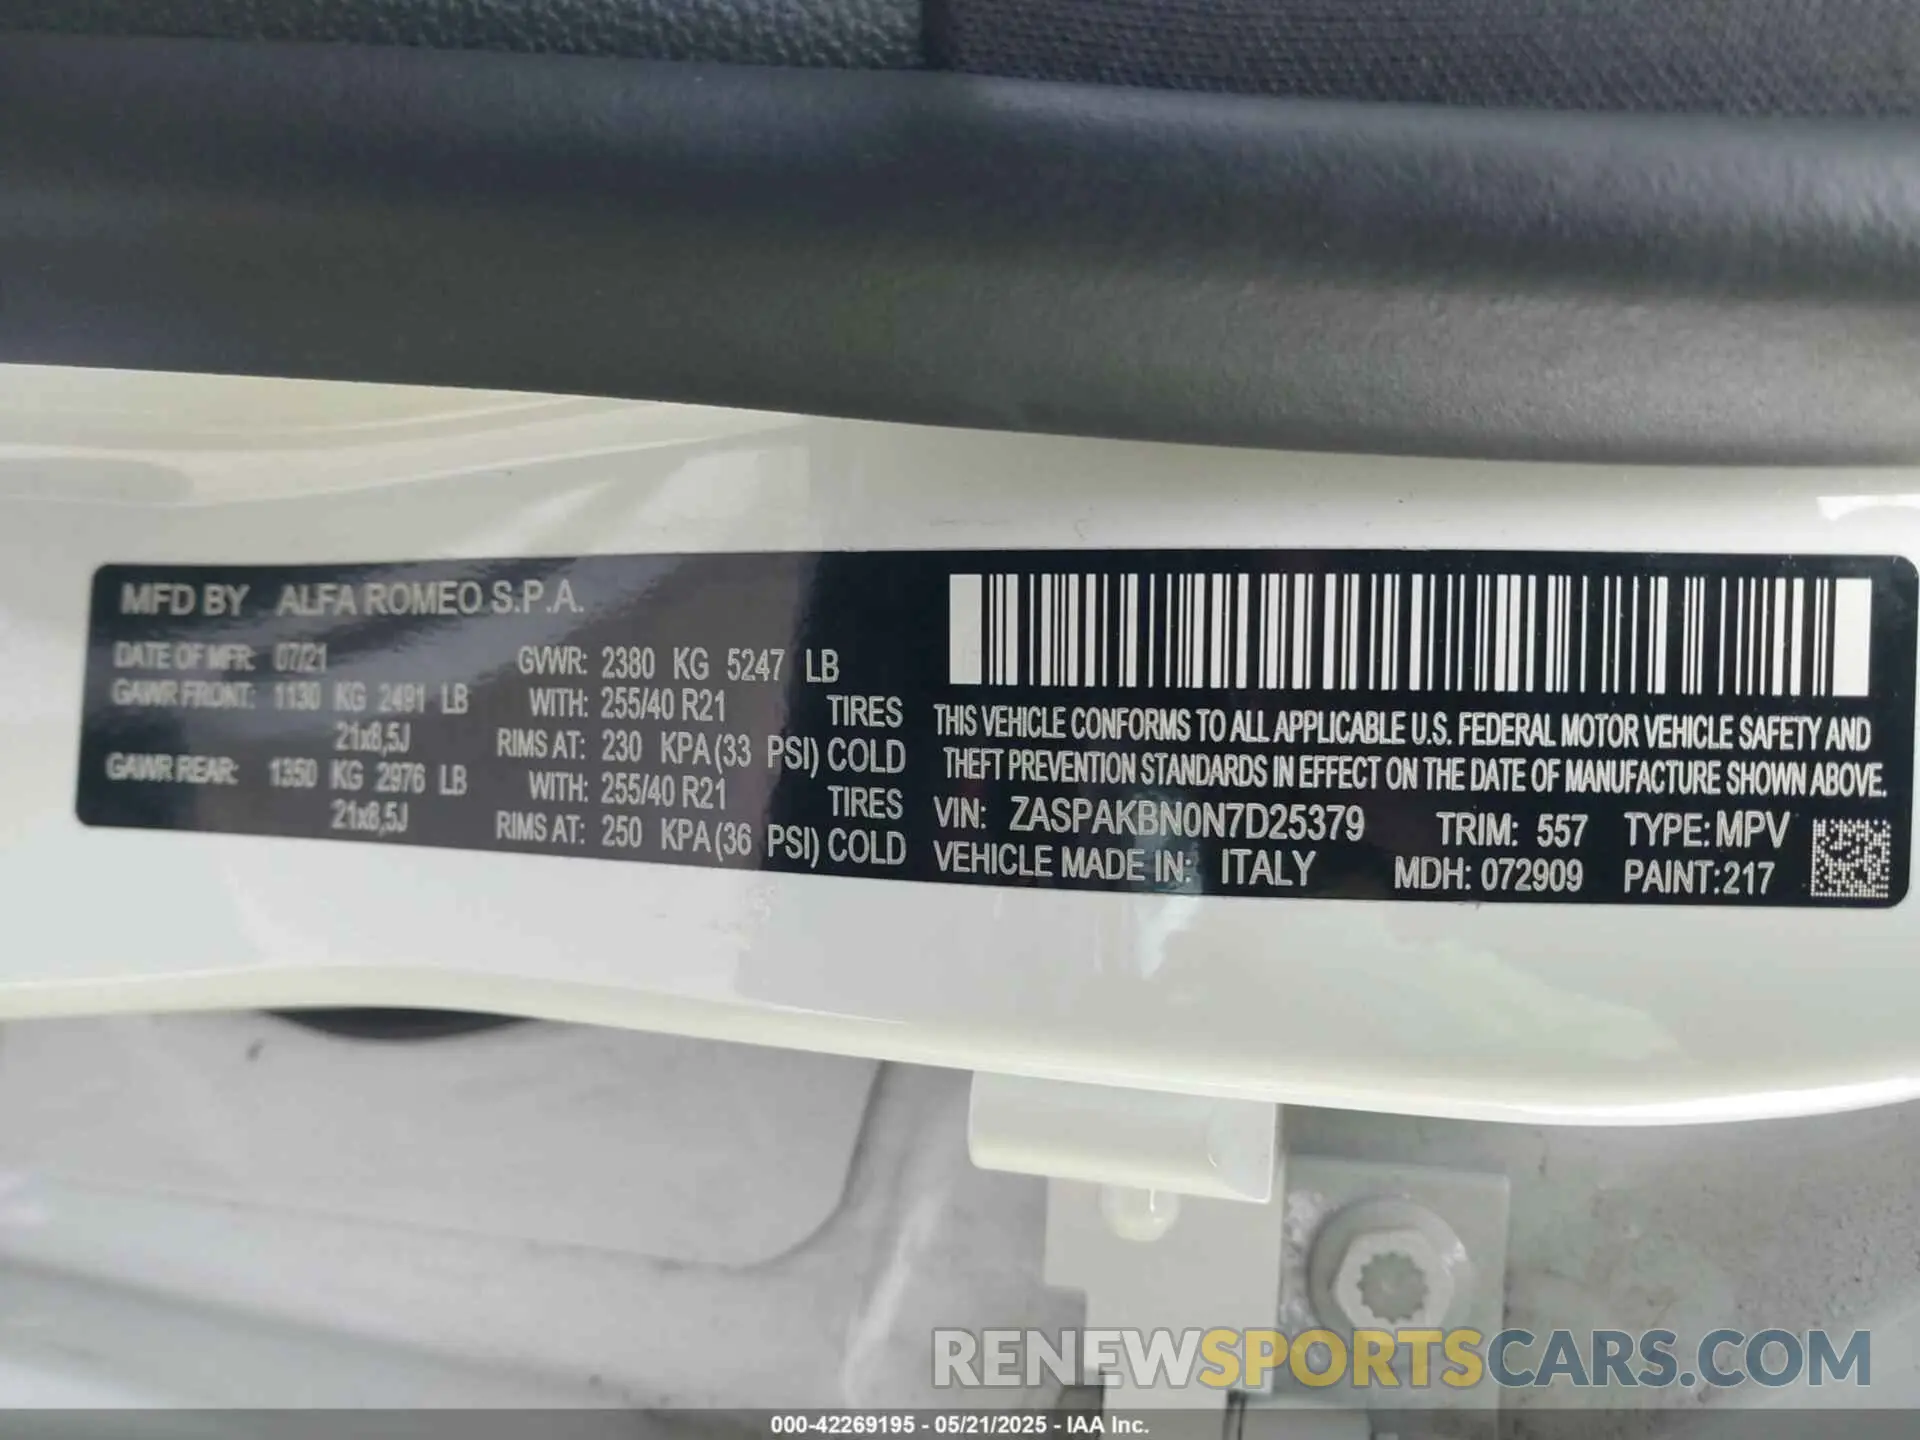 MFD BY ALFA ROMEO S.P.A.
DATE OF MFR: 07/21 GVWR: 2380 KG 5247 LB
GAWR FRONT: 1130 KG 2491 LB WITH: 255/40 R21 TIRES
21x8,5J RIMS AT: 230 KPA (33 PSI) COLD
GAWR REAR: 1350 KG 2976 LB WITH: 255/40 R21 TIRES
21x8,5J RIMS AT: 250 KPA (36 PSI) COLD
THIS VEHICLE CONFORMS TO ALL APPLICABLE U.S. FEDERAL MOTOR VEHICLE SAFETY AND
THEFT PREVENTION STANDARDS IN EFFECT ON THE DATE OF MANUFACTURE SHOWN ABOVE.
VIN: ZASPAKBN0N7D25379 TRIM: 557 TYPE: MPV
VEHICLE MADE IN: ITALY MDH: 072909 PAINT:217
RENEWSPORTSCARS.COM
000-42269195 - 05/21/2025 - IAA Inc.